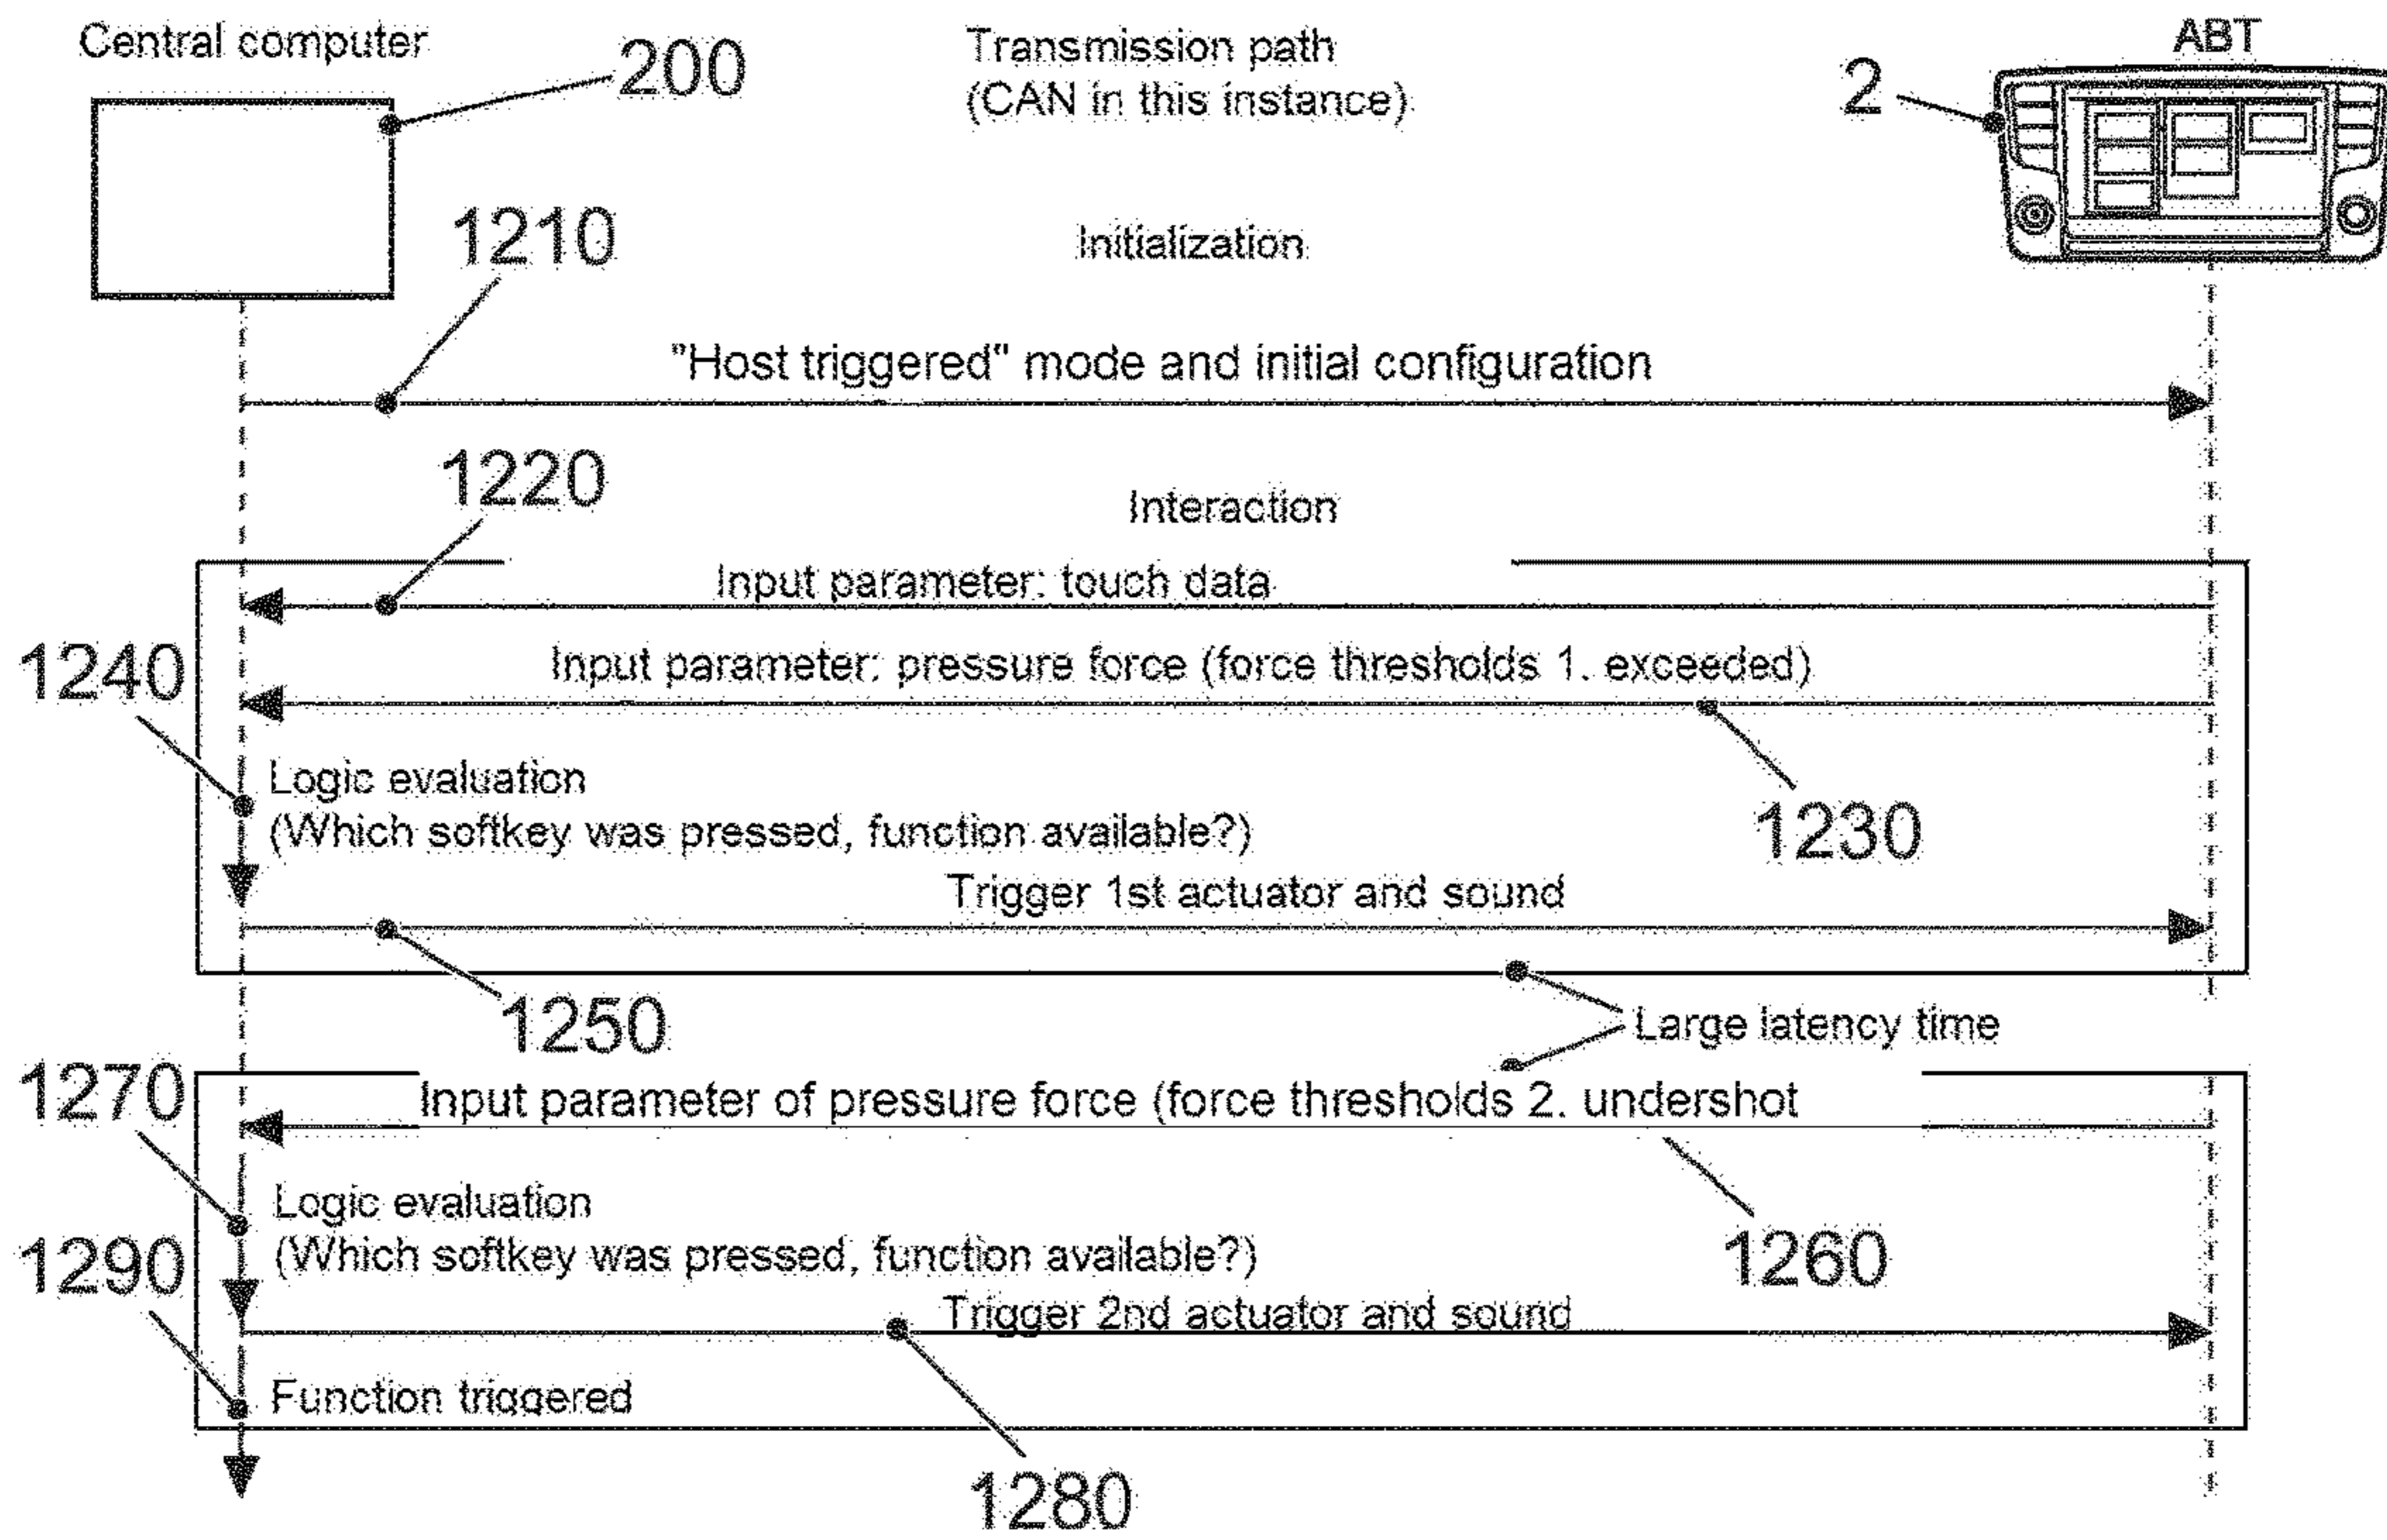 Central computer
200
Transmission path
(CAN in this instance)
ABT
2
1210
Initialization
"Host triggered" mode and initial configuration
1220
Interaction
Input parameter: touch data
1240
Input parameter: pressure force (force thresholds 1. exceeded)
Logic evaluation
(Which softkey was pressed, function available?)
1230
Trigger 1st actuator and sound
1250
Large latency time
1270
Input parameter of pressure force (force thresholds 2. undershot
Logic evaluation
(Which softkey was pressed, function available?)
1260
1290
Trigger 2nd actuator and sound
Function triggered
1280